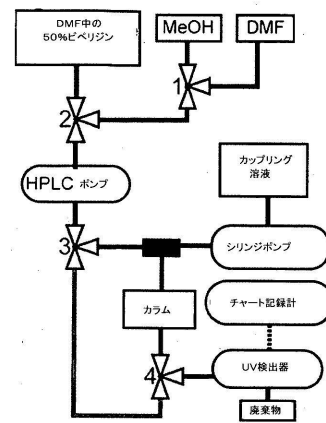 DMF中の
50%ピペリジン
MeOH
DMF
1
2
HPLC ポンプ
カップリング
溶液
3
シリンジポンプ
カラム
チャート記録計
4
UV検出器
廃棄物